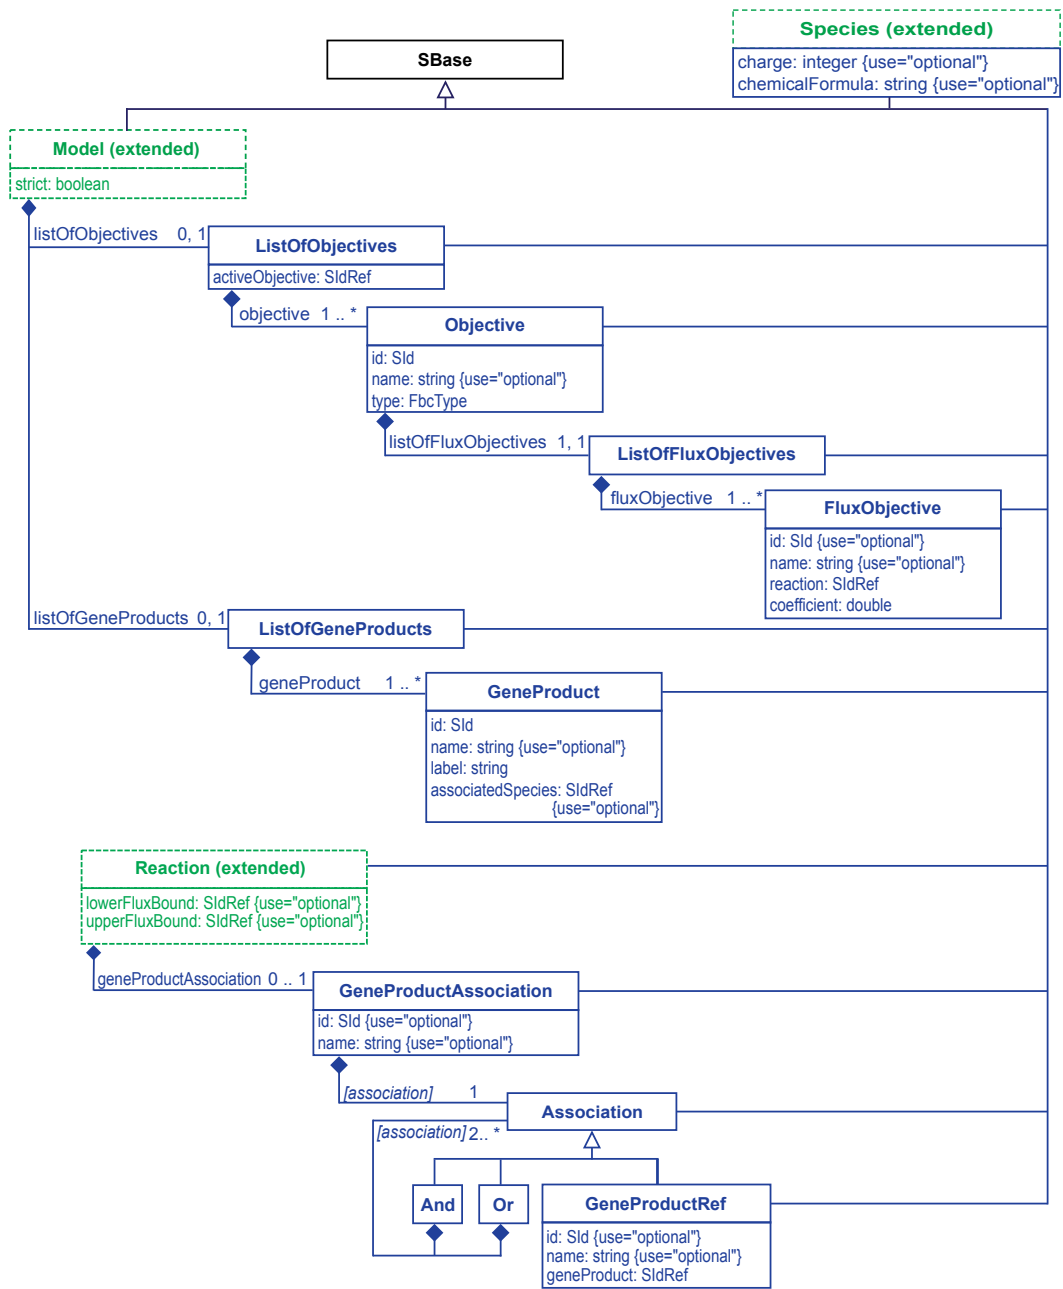 Species (extended)
charge: integer {use="optional"}
chemicalFormula: string {use="optional"}
SBase
Model (extended)
strict: boolean
listOfObjectives 0, 1
ListOfObjectives
activeObjective: SIdRef
objective 1 .. *
Objective
id: SId
name: string {use="optional"}
type: FbcType
listOfFluxObjectives 1, 1
ListOfFluxObjectives
fluxObjective 1 .. *
FluxObjective
id: SId {use="optional"}
name: string {use="optional"}
reaction: SIdRef
coefficient: double
listOfGeneProducts 0, 1
ListOfGeneProducts
geneProduct 1 .. *
GeneProduct
id: SId
name: string {use="optional"}
label: string
associatedSpecies: SIdRef
{use="optional"}
Reaction (extended)
lowerFluxBound: SIdRef {use="optional"}
upperFluxBound: SIdRef {use="optional"}
geneProductAssociation 0 .. 1
GeneProductAssociation
id: SId {use="optional"}
name: string {use="optional"}
[association] 1
Association
[association] 2.. *
And
Or
GeneProductRef
id: SId {use="optional"}
name: string {use="optional"}
geneProduct: SIdRef